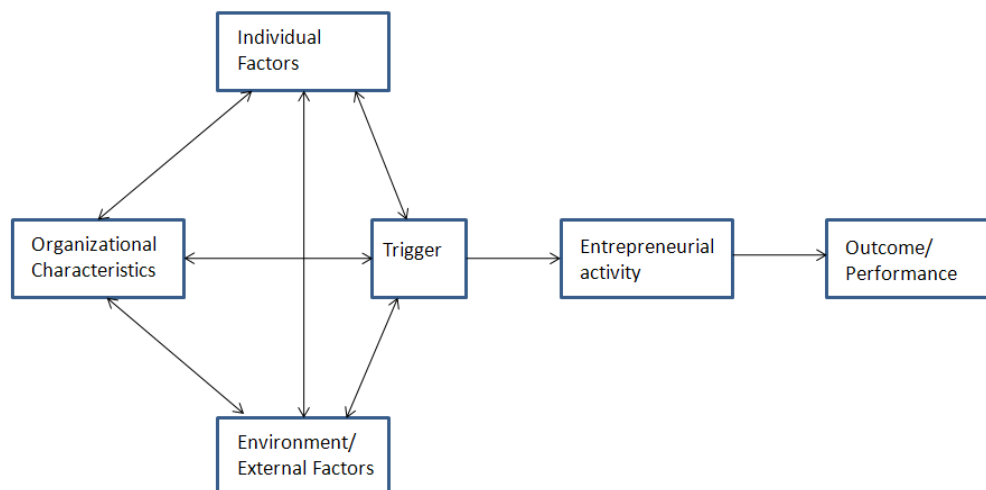 Individual
Factors
Organizational
Characteristics
Trigger
Entrepreneurial
activity
Outcome/
Performance
Environment/
External Factors